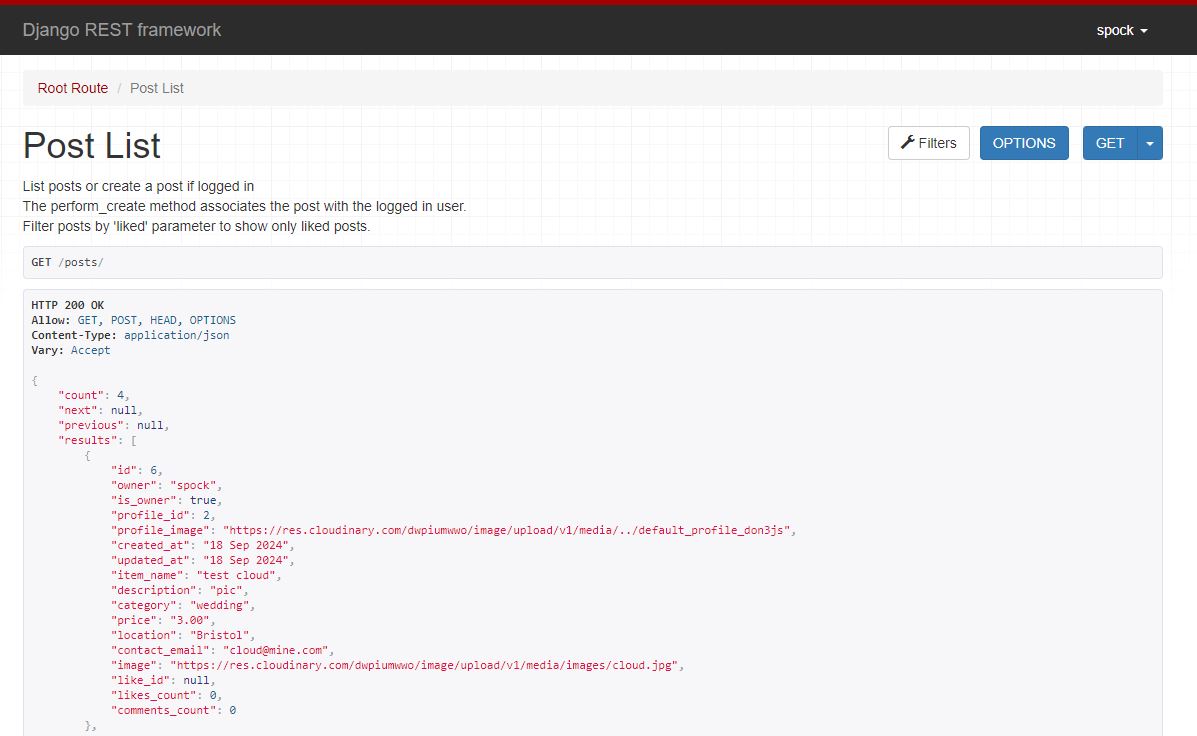 Django REST framework
spock
Root Route / Post List
Post List
Filters
OPTIONS
GET
List posts or create a post if logged in
The perform_create method associates the post with the logged in user.
Filter posts by 'liked' parameter to show only liked posts.
GET /posts/
HTTP 200 OK
Allow: GET, POST, HEAD, OPTIONS
Content-Type: application/json
Vary: Accept
{
    "count": 4,
    "next": null,
    "previous": null,
    "results": [
        {
            "id": 6,
            "owner": "spock",
            "is_owner": true,
            "profile_id": 2,
            "profile_image": "https://res.cloudinary.com/dwpiumwwo/image/upload/v1/media/../default_profile_don3js",
            "created_at": "18 Sep 2024",
            "updated_at": "18 Sep 2024",
            "item_name": "test cloud",
            "description": "pic",
            "category": "wedding",
            "price": "3.00",
            "location": "Bristol",
            "contact_email": "cloud@mine.com",
            "image": "https://res.cloudinary.com/dwpiumwwo/image/upload/v1/media/images/cloud.jpg",
            "like_id": null,
            "likes_count": 0,
            "comments_count": 0
        },